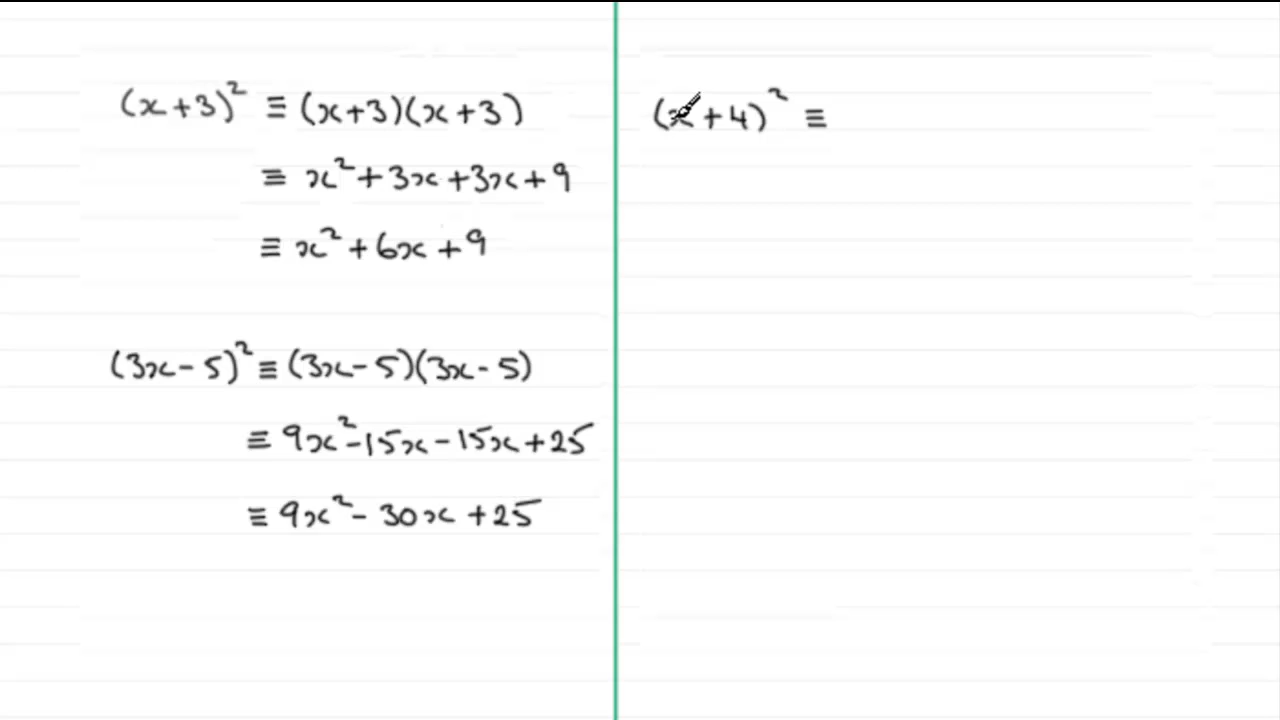 (x+3)² ≡ (x+3)(x+3)
≡ x² + 3x + 3x + 9
≡ x² + 6x + 9
(3x - 5)² ≡ (3x - 5)(3x - 5)
≡ 9x² - 15x - 15x + 25
≡ 9x² - 30x + 25
(x + 4)² ≡